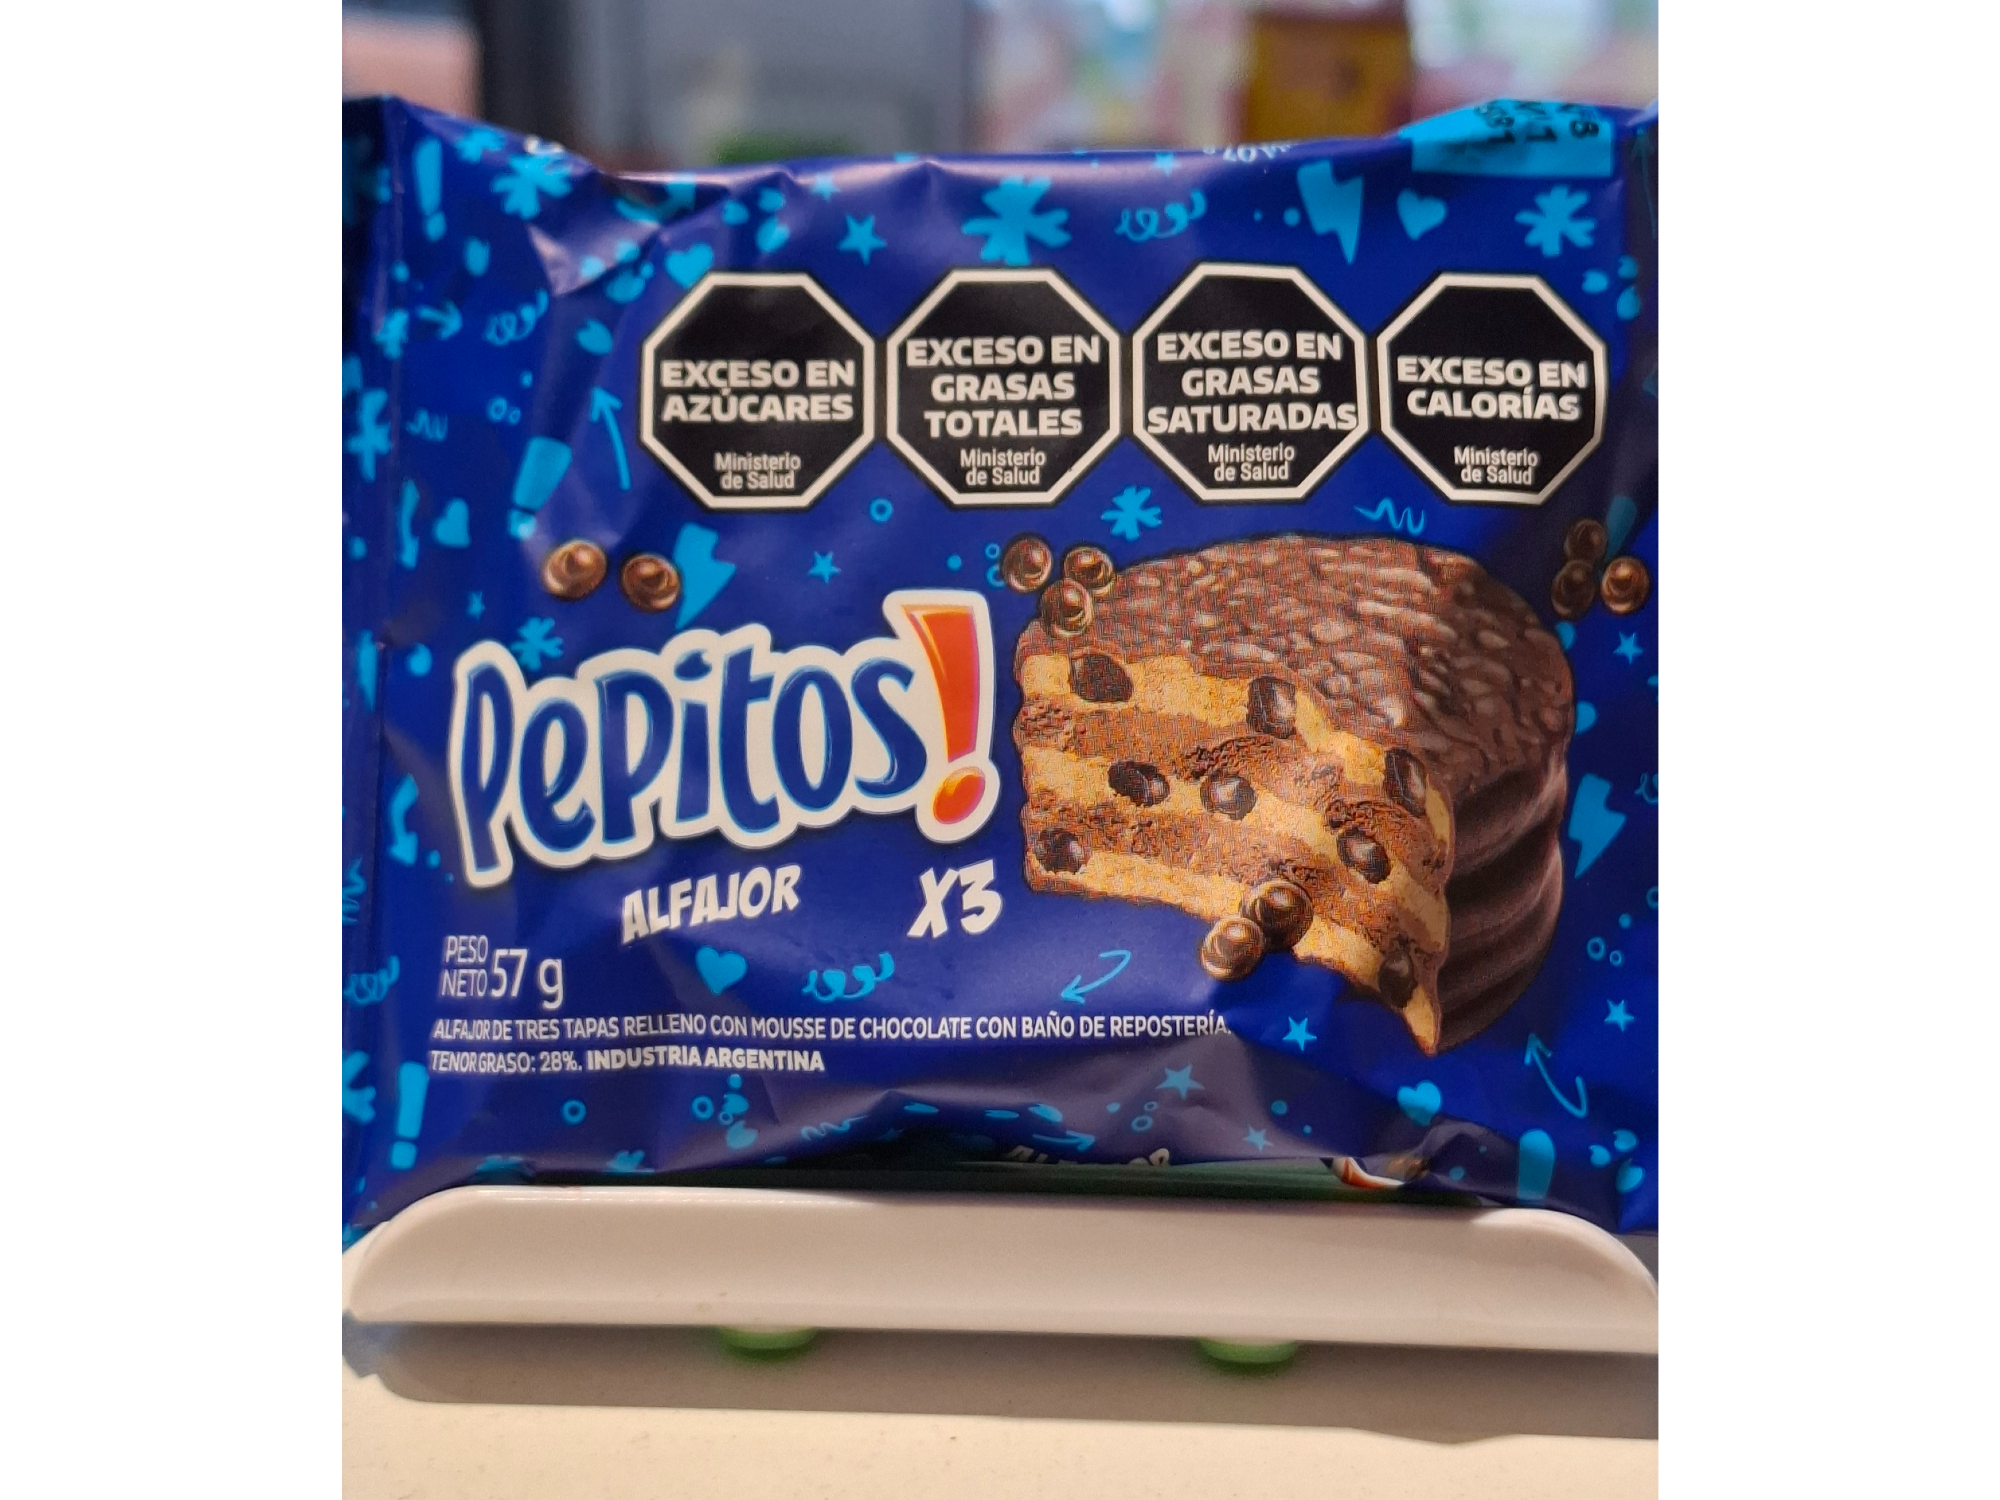 EXCESO EN
AZÚCARES
Ministerio
de Salud
EXCESO EN
GRASAS
TOTALES
Ministerio
de Salud
EXCESO EN
GRASAS
SATURADAS
Ministerio
de Salud
EXCESO EN
CALORÍAS
Ministerio
de Salud
Pepitos!
ALFAJOR X3
PESO
NETO 57 g
ALFAJOR DE TRES TAPAS RELLENO CON MOUSSE DE CHOCOLATE CON BAÑO DE REPOSTERÍA.
TENOR GRASO: 28%. INDUSTRIA ARGENTINA